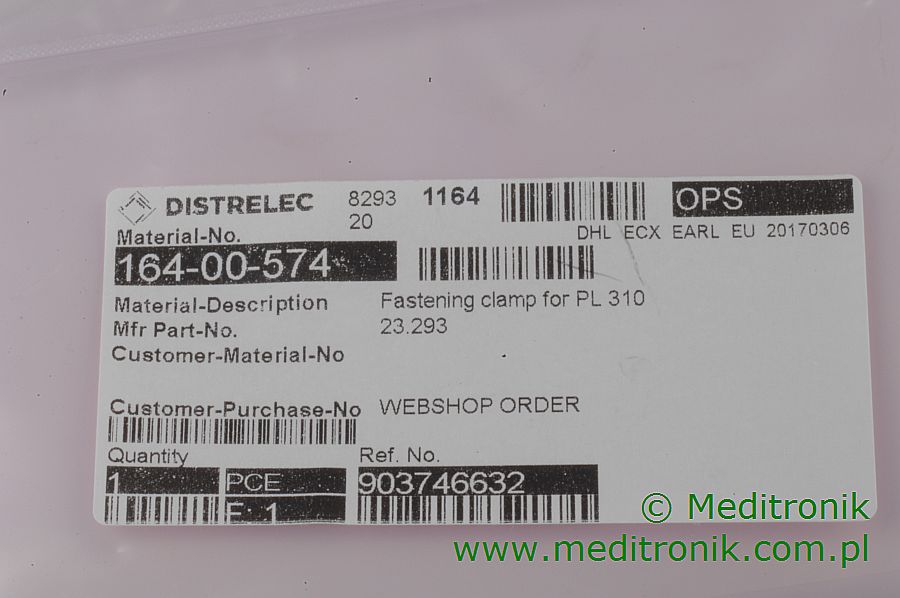 DISTRELEC 8293 1164 OPS
20
DHL ECX EARL EU 20170306
Material-No.
164-00-574
Material-Description Fastening clamp for PL 310
Mfr Part-No. 23.293
Customer-Material-No
Customer-Purchase-No WEBSHOP ORDER
Quantity Ref. No.
1 PCE 903746632
F: 1
© Meditronik
www.meditronik.com.pl